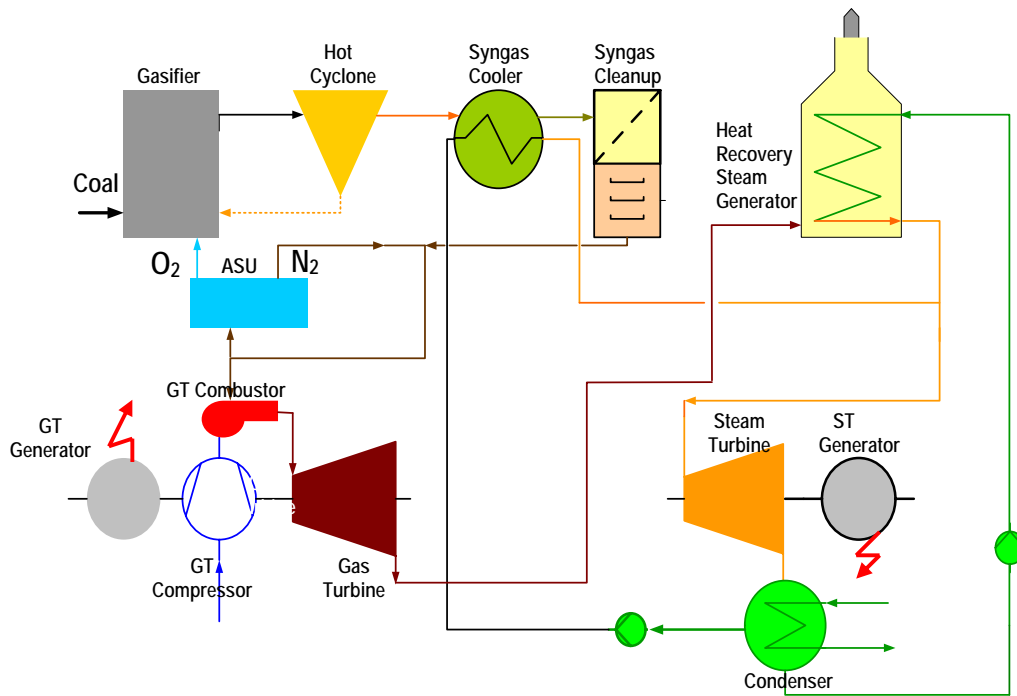 Hot
Cyclone
Syngas
Cooler
Syngas
Cleanup
Gasifier
Heat
Recovery
Steam
Generator
Coal
O2
ASU
N2
GT Combustor
GT
Generator
Steam
Turbine
ST
Generator
GT
Compressor
Gas
Turbine
Condenser